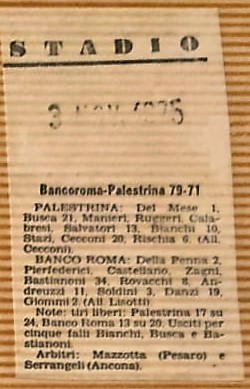 STADIO
3 NOV. 1975
Bancoroma-Palestrina 79-71
PALESTRINA: Del Mese 1,
Busca 21, Manieri, Ruggeri, Cala-
bresi, Salvatori 13, Bianchi 10,
Stazi, Cecconi 20, Rischia 6. (All.
Cecconi).
BANCO ROMA: Della Penna 2,
Pierfederici, Castellano, Zagni,
Bastianoni 34, Rovacchi 8, An-
dreuzzi 11, Soldini 3, Danzi 19,
Giommi 2. (All. Lisotti).
Note: tiri liberi: Palestrina 17 su
24, Banco Roma 13 su 20. Usciti per
cinque falli Bianchi, Busca e Ba-
stianoni.
Arbitri: Mazzotta (Pesaro) e
Serrangeli (Ancona).